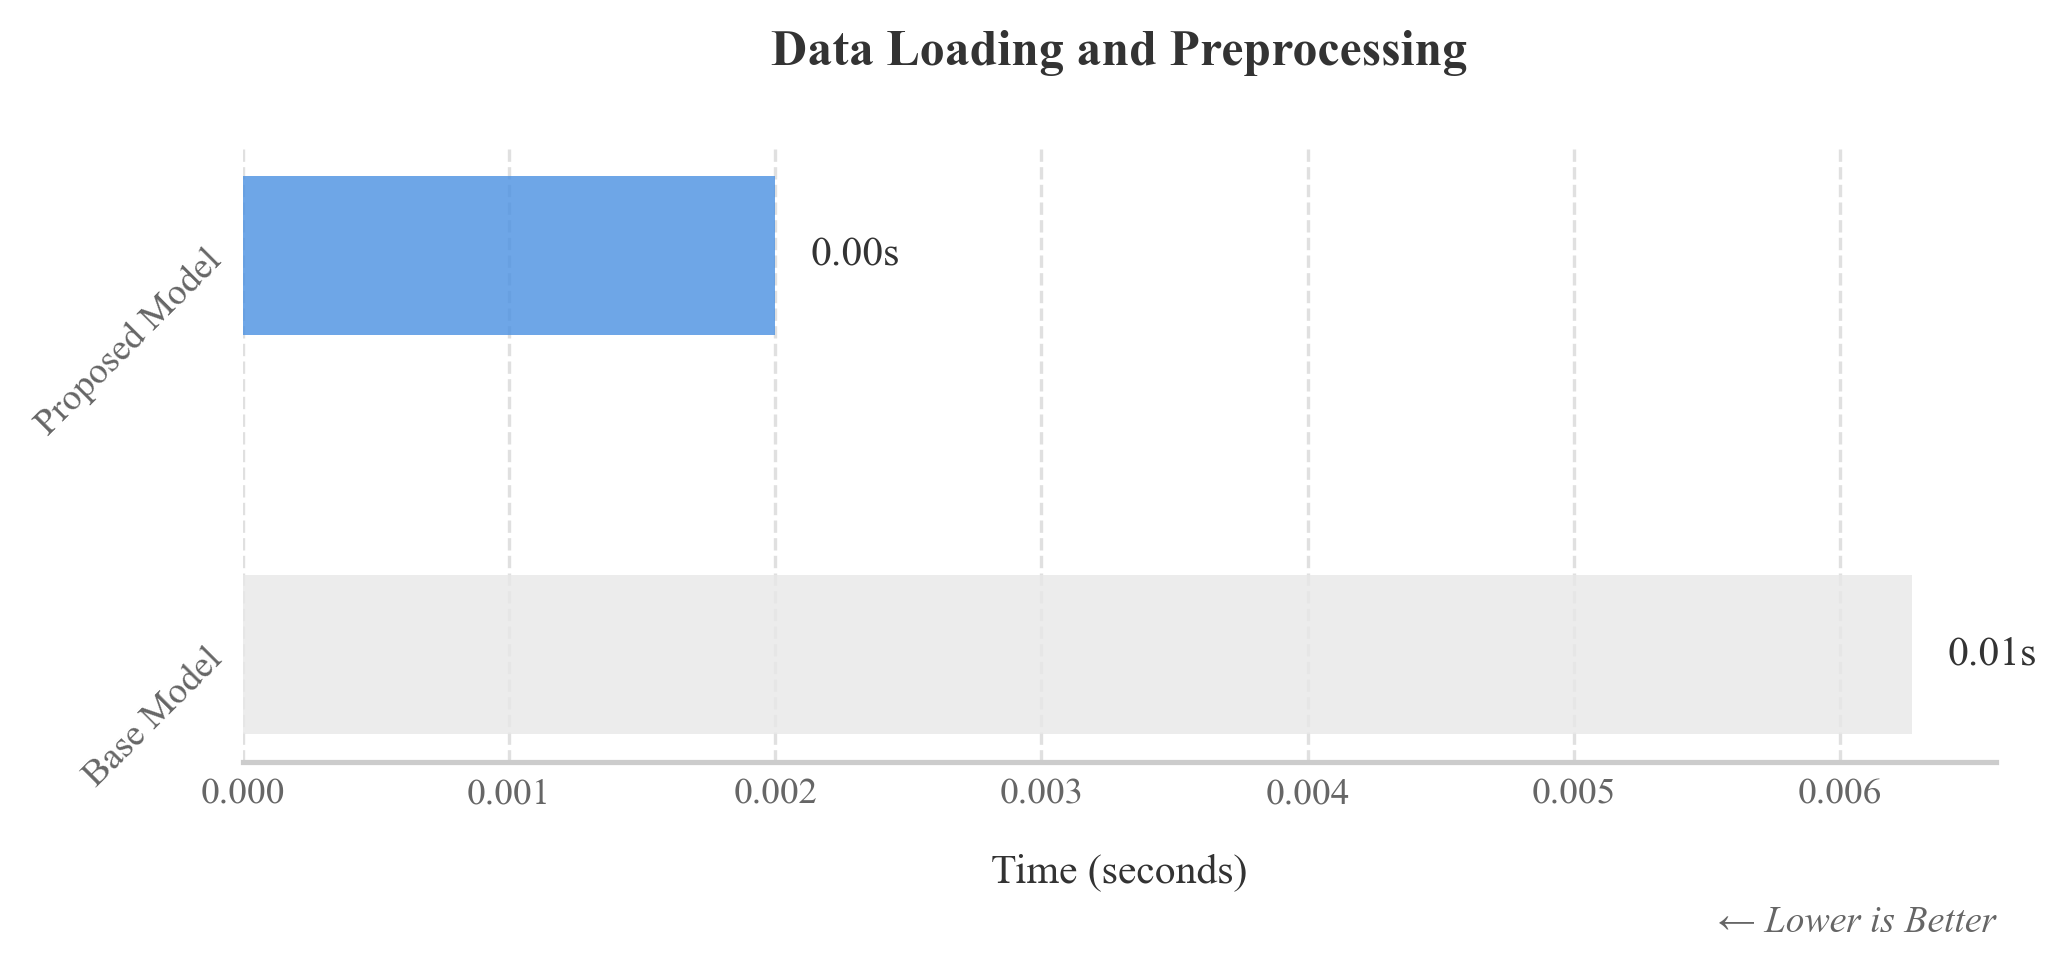 Data Loading and Preprocessing
Proposed Model
0.00s
Base Model
0.01s
0.000 0.001 0.002 0.003 0.004 0.005 0.006
Time (seconds)
← Lower is Better